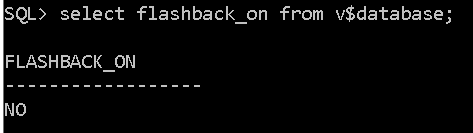 SQL> select flashback_on from v$database;
FLASHBACK_ON
------------------
NO